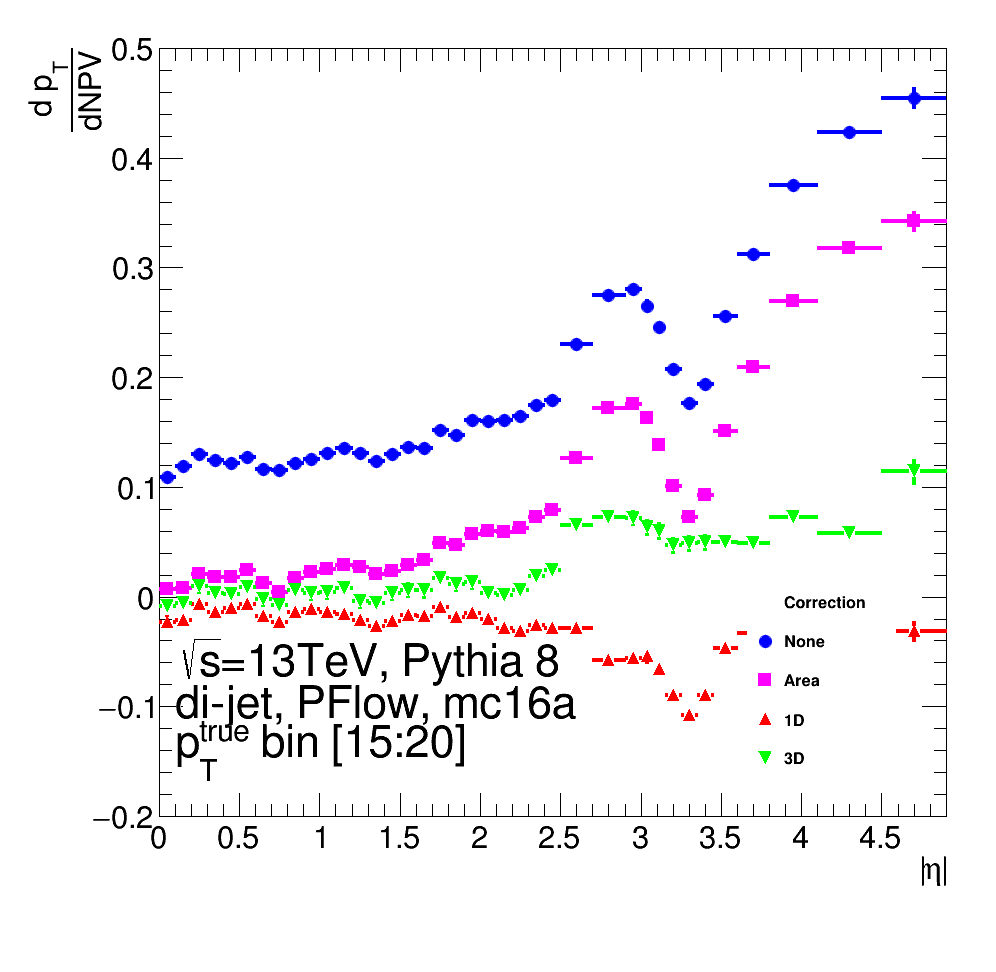 d p_T
dNPV
0.5
0.4
0.3
0.2
0.1
0
−0.1
−0.2
√s=13TeV, Pythia 8
di-jet, PFlow, mc16a
p_T^true bin [15:20]
Correction
None
Area
1D
3D
0 0.5 1 1.5 2 2.5 3 3.5 4 4.5
|η|